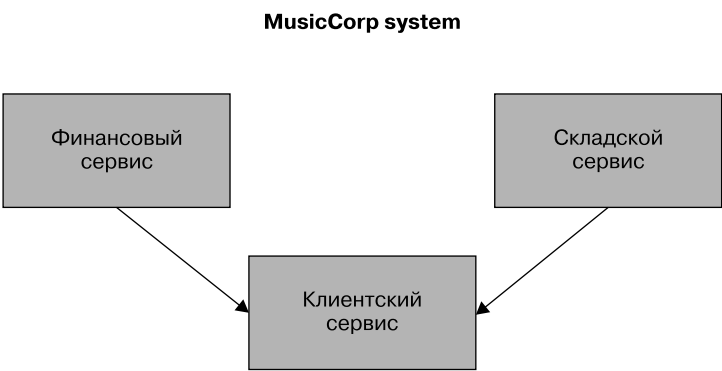 MusicCorp system
Финансовый
сервис
Складской
сервис
Клиентский
сервис